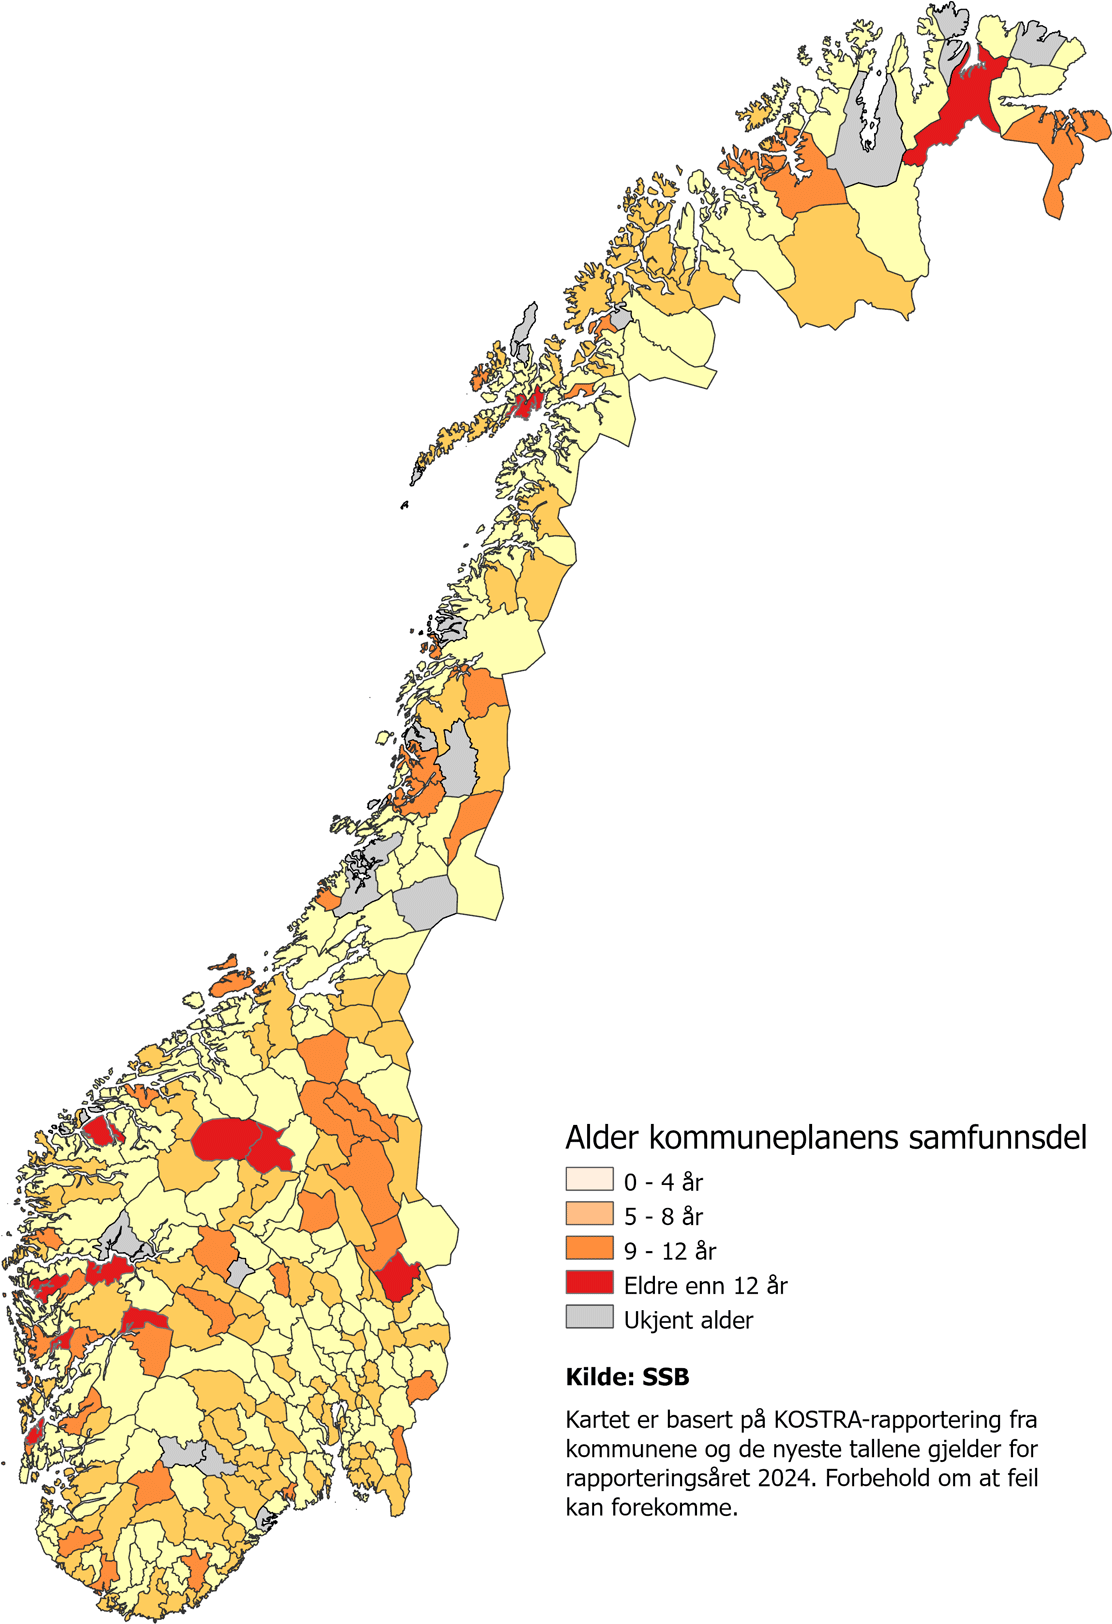 Alder kommuneplanens samfunnsdel
0 - 4 år
5 - 8 år
9 - 12 år
Eldre enn 12 år
Ukjent alder
Kilde: SSB
Kartet er basert på KOSTRA-rapportering fra
kommunene og de nyeste tallene gjelder for
rapporteringsåret 2024. Forbehold om at feil
kan forekomme.